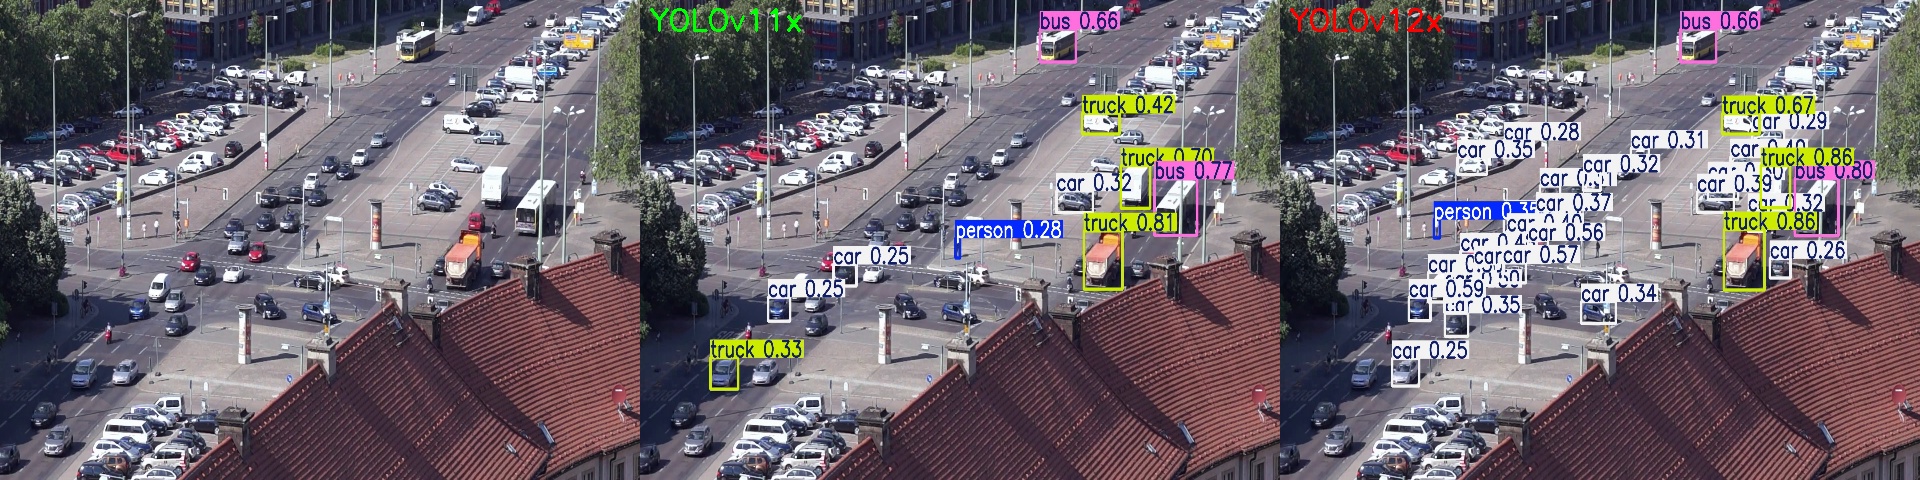 YOLOv11x
bus 0.66
truck 0.42
truck 0.70
bus 0.77
car 0.32
truck 0.81
person 0.28
car 0.25
car 0.25
truck 0.33
YOLOv12x
bus 0.66
truck 0.67
car 0.28
car 0.29
car 0.31
car 0.35
car 0.32
truck 0.86
bus 0.80
car 0.39
car 0.37
0.32
person 0.35
truck 0.86
0.56
car 0.57
car 0.26
car 0.59
car 0.35
car 0.34
car 0.25